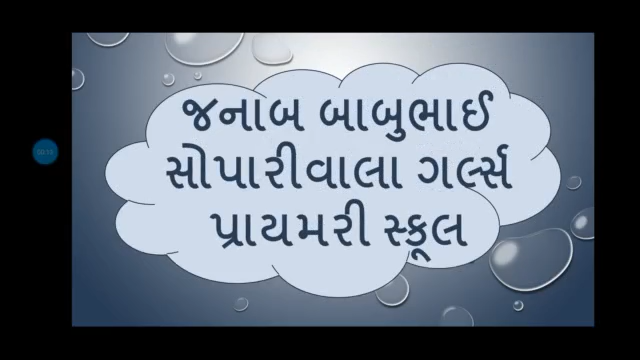 જનાબ બાબુભાઈ
સોપારીવાલા ગર્લ્સ
પ્રાયમરી સ્કૂલ